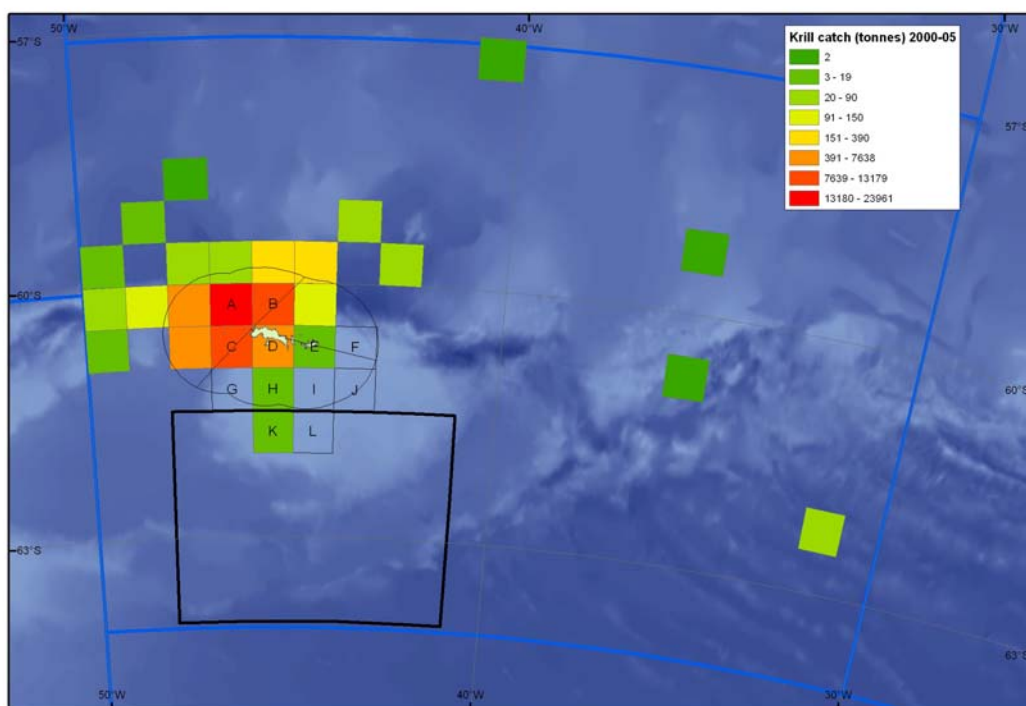 50°W
40°W
30°W
57°S
Krill catch (tonnes) 2000-05
2
3 - 19
20 - 90
91 - 150
151 - 390
391 - 7638
7639 - 13179
13180 - 23961
57°S
60°S
A B
C D E F
G H I J
60°S
K L
63°S
63°S
50°W
40°W
30°W